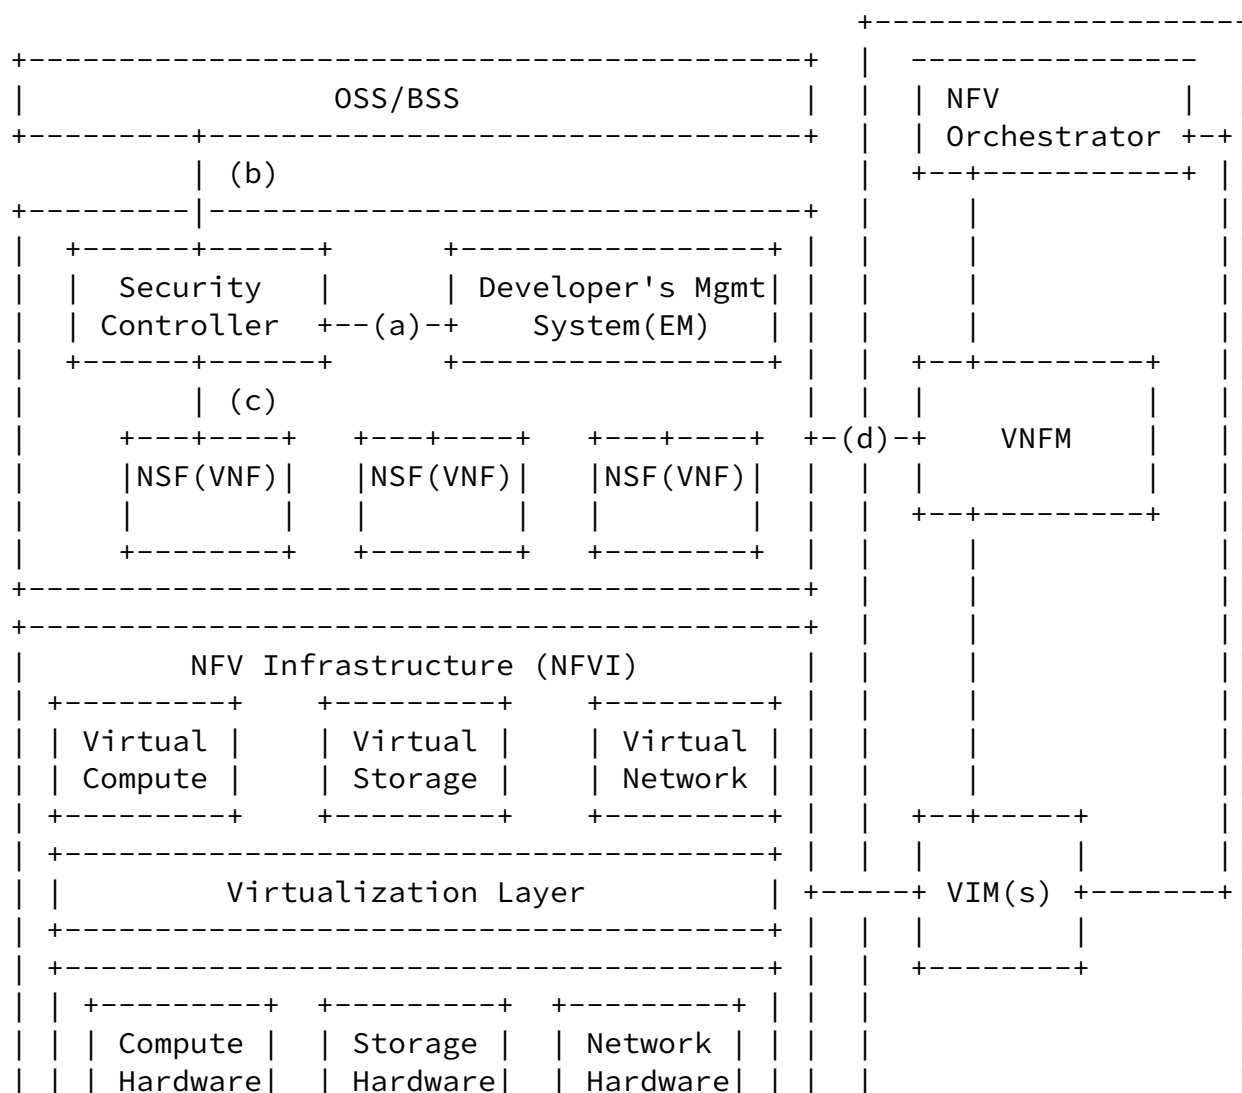 OSS/BSS
NFV
Orchestrator
(b)
Security
Controller
(a)
Developer's Mgmt
System(EM)
(c)
NSF(VNF)
NSF(VNF)
NSF(VNF)
(d)
VNFM
NFV Infrastructure (NFVI)
Virtual
Compute
Virtual
Storage
Virtual
Network
Virtualization Layer
VIM(s)
Compute
Hardware
Storage
Hardware
Network
Hardware